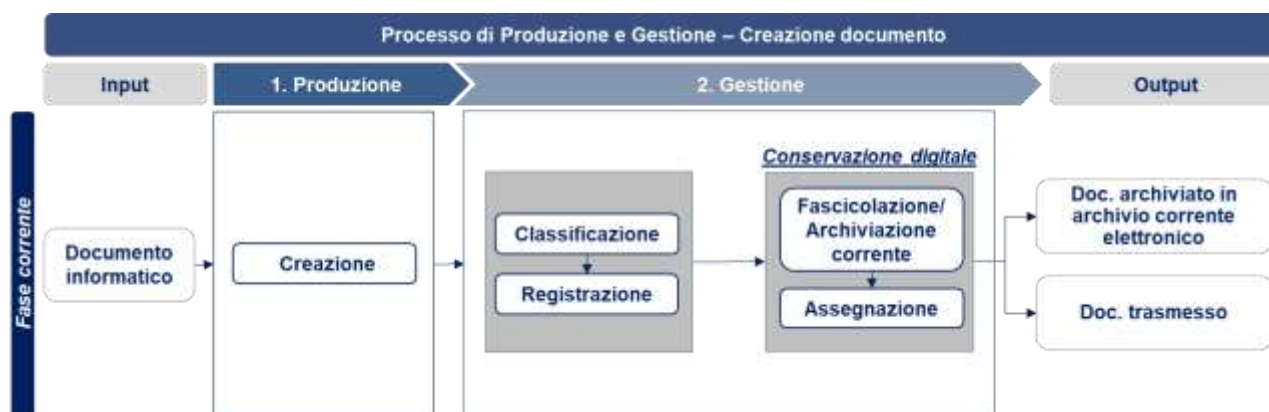 Processo di Produzione e Gestione – Creazione documento
Input
1. Produzione
2. Gestione
Output
Fase corrente
Documento
informatico
Creazione
Classificazione
Registrazione
Conservazione digitale
Fascicolazione/
Archiviazione
corrente
Assegnazione
Doc. archiviato in
archivio corrente
elettronico
Doc. trasmesso